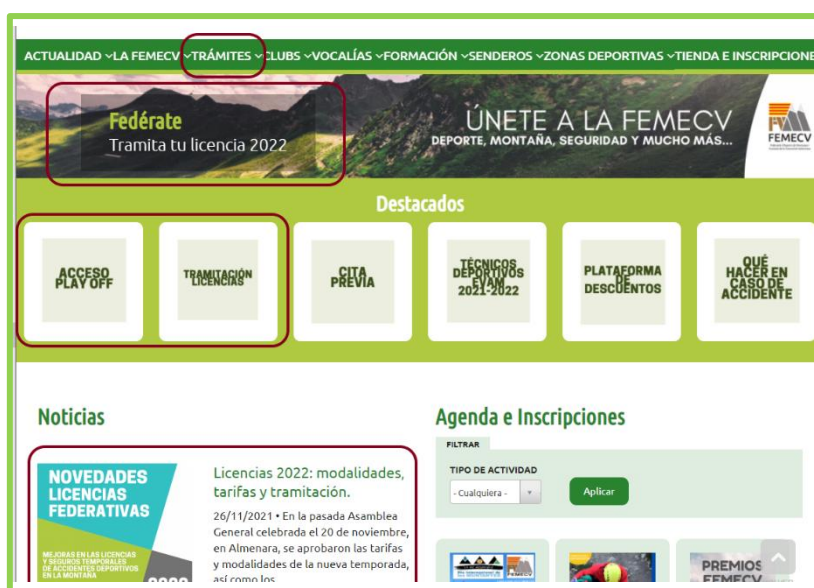 ACTUALIDAD LA FEMECV TRÁMITES CLUBS VOCALÍAS FORMACIÓN SENDEROS ZONAS DEPORTIVAS TIENDA E INSCRIPCIONE
Fedérate
Tramita tu licencia 2022
ÚNETE A LA FEMECV
DEPORTE, MONTAÑA, SEGURIDAD Y MUCHO MÁS...
FEMECV
Destacados
ACCESO
PLAY OFF
TRAMITACIÓN
LICENCIAS
CITA
PREVIA
TÉCNICOS
DEPORTIVOS
EVAM
2021-2022
PLATAFORMA
DE
DESCUENTOS
QUÉ
HACER EN
CASO DE
ACCIDENTE
Noticias
NOVEDADES
LICENCIAS
FEDERATIVAS
MEJORAS EN LAS LICENCIAS
Y SEGUROS TEMPORALES
DE ACCIDENTES DEPORTIVOS
EN LA MONTAÑA
2022
Licencias 2022: modalidades,
tarifas y tramitación.
26/11/2021 • En la pasada Asamblea
General celebrada el 20 de noviembre,
en Almenara, se aprobaron las tarifas
y modalidades de la nueva temporada,
así como los
Agenda e Inscripciones
FILTRAR
TIPO DE ACTIVIDAD
- Cualquiera -
Aplicar
PREMIOS
FEMECV